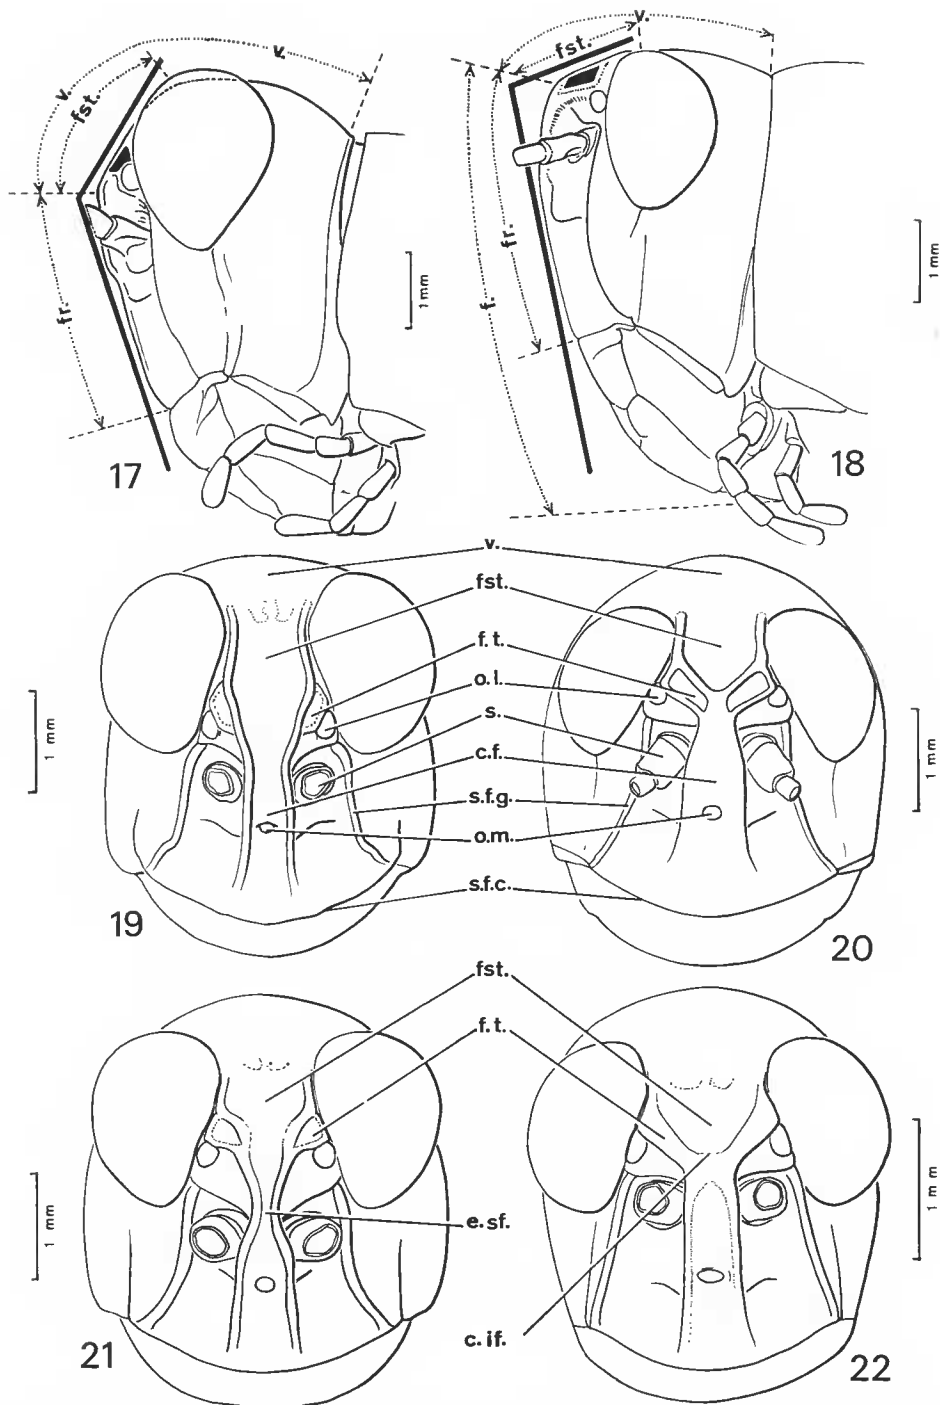 v.
v.
fst.
fr.
1 mm
17
v.
fst.
fr.
f.
1 mm
18
v.
fst.
f.t.
o.l.
s.
c.f.
s.f.g.
o.m.
s.f.c.
1 mm
1 mm
19
20
fst.
f.t.
e.sf.
c.if.
1 mm
1 mm
21
22